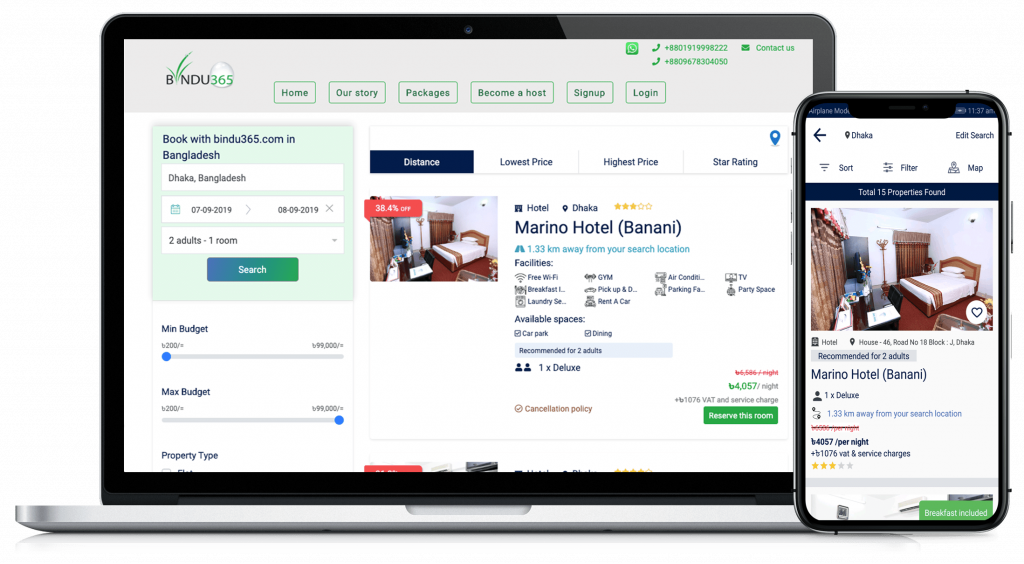 BINDU365
+8801919998222
Contact us
+8809678304050
Home
Our story
Packages
Become a host
Signup
Login
Book with bindu365.com in
Bangladesh
Dhaka, Bangladesh
07-09-2019
08-09-2019
2 adults - 1 room
Search
Min Budget
৳200/=
৳99,000/=
Max Budget
৳200/=
৳99,000/=
Property Type
Distance
Lowest Price
Highest Price
Star Rating
38.4% OFF
Hotel
Dhaka
Marino Hotel (Banani)
1.33 km away from your search location
Facilities:
Free Wi-Fi
GYM
Air Conditi...
TV
Breakfast I...
Pick up & D...
Parking Fa...
Party Space
Laundry Se...
Rent A Car
Available spaces:
Car park
Dining
Recommended for 2 adults
1 x Deluxe
৳6,586 / night
৳4,057/ night
+৳1076 VAT and service charge
Cancellation policy
Reserve this room
Airplane Mode
11:37 am
Dhaka
Edit Search
Sort
Filter
Map
Total 15 Properties Found
Hotel
House - 46, Road No 18 Block : J, Dhaka
Recommended for 2 adults
Marino Hotel (Banani)
1 x Deluxe
1.33 km away from your search location
৳6586 /per night
৳4057 /per night
+৳1076 vat & service charges
Breakfast included